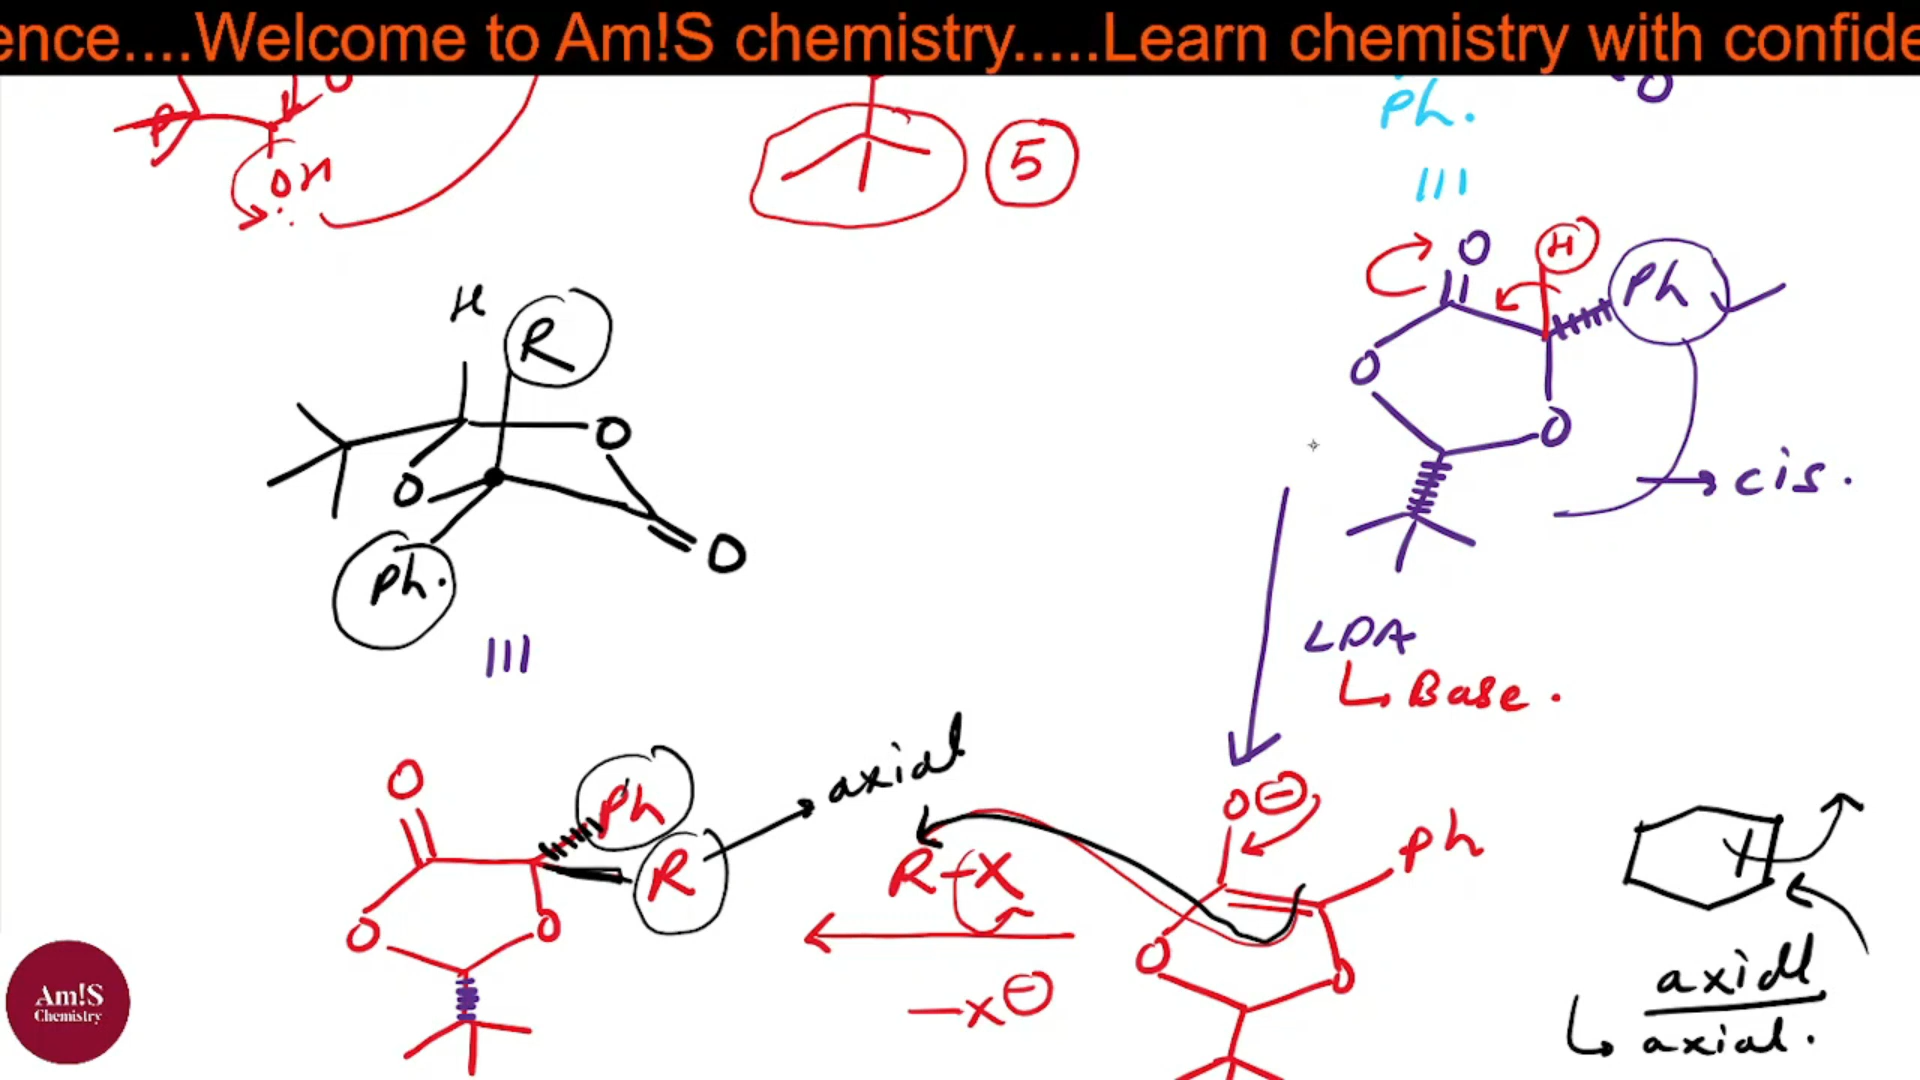 ence....Welcome to Am!S chemistry.....Learn chemistry with confide
Ph.
O
OH
5
H
R
O
O
Ph.
O
O
H
Ph
O
O
cis.
LDA
Base.
O
Ph
R
O
O
axial
R-X
-x⊖
O⊖
Ph
O
O
axial
axial.
Am!S
Chemistry